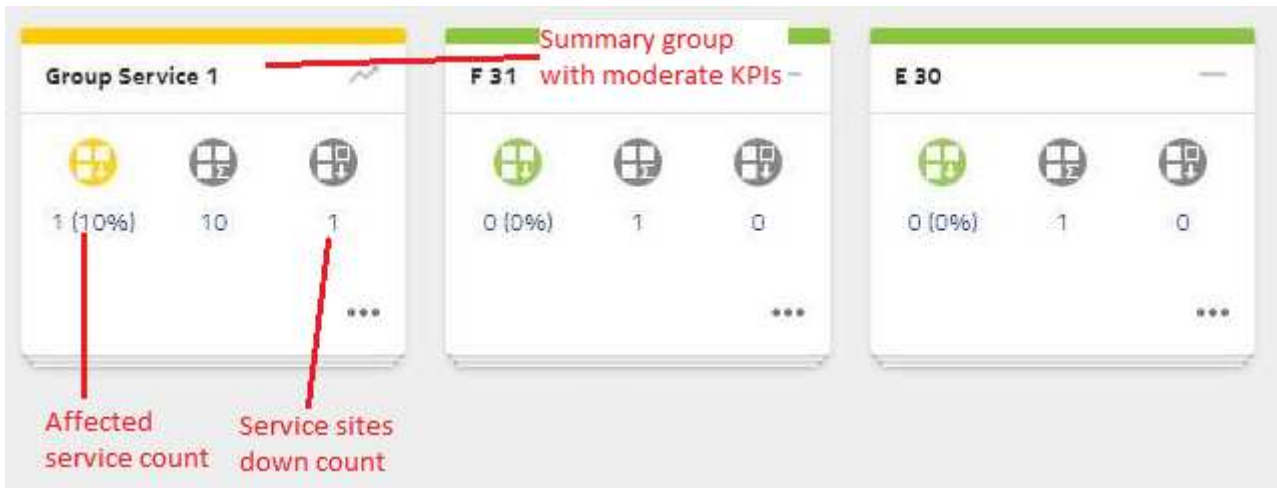 Summary group
with moderate KPIs
Group Service 1
F 31
E 30
1 (10%) 10 1
0 (0%) 1 0
0 (0%) 1 0
Affected
service count
Service sites
down count